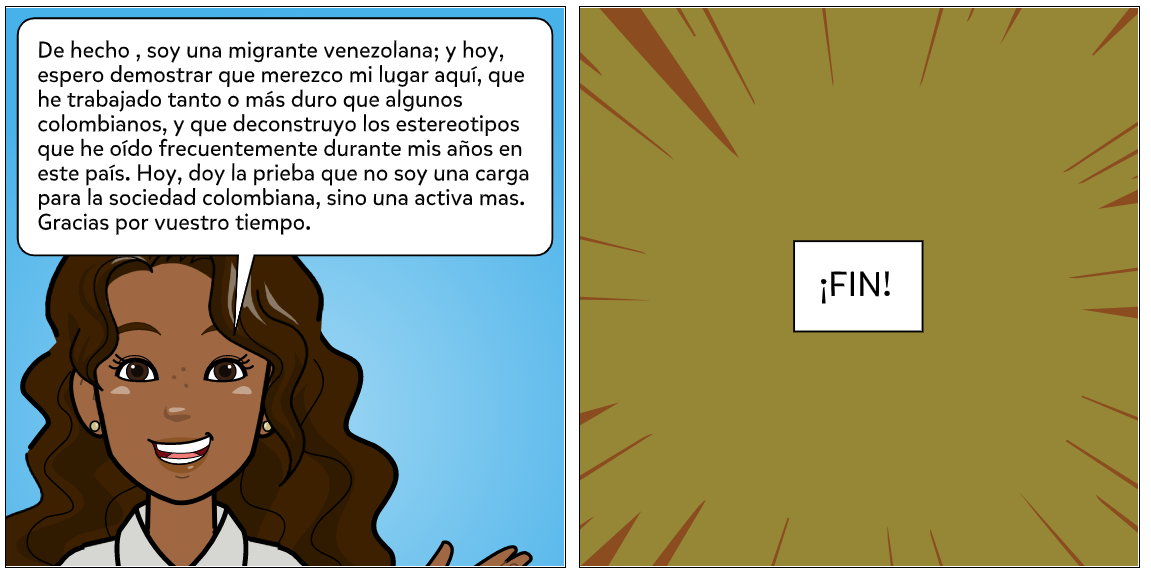 De hecho , soy una migrante venezolana; y hoy,
espero demostrar que merezco mi lugar aquí, que
he trabajado tanto o más duro que algunos
colombianos, y que deconstruyo los estereotipos
que he oído frecuentemente durante mis años en
este país. Hoy, doy la prieba que no soy una carga
para la sociedad colombiana, sino una activa mas.
Gracias por vuestro tiempo.
¡FIN!